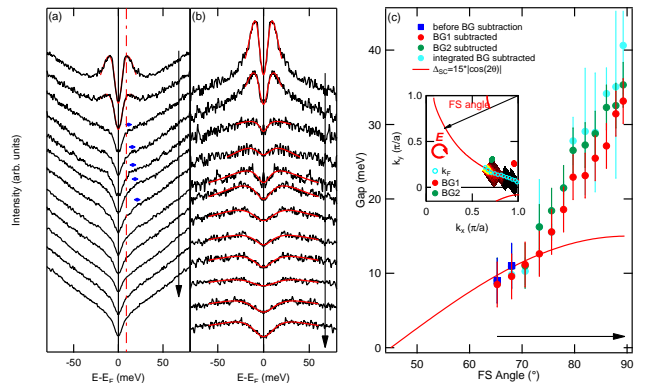 (a)
(b)
(c)
Intensity (arb. units)
-50
0
50
E-E_F (meV)
-50
0
50
E-E_F (meV)
before BG subtraction
BG1 subtracted
BG2 subtructed
integrated BG subtracted
Δ_SC=15*|cos(2θ)|
40
30
20
10
0
Gap (meV)
50
60
70
80
90
FS Angle (°)
1.0
0.5
0
k_y (π/a)
0
0.5
1.0
k_x (π/a)
FS angle
E
k_F
BG1
BG2